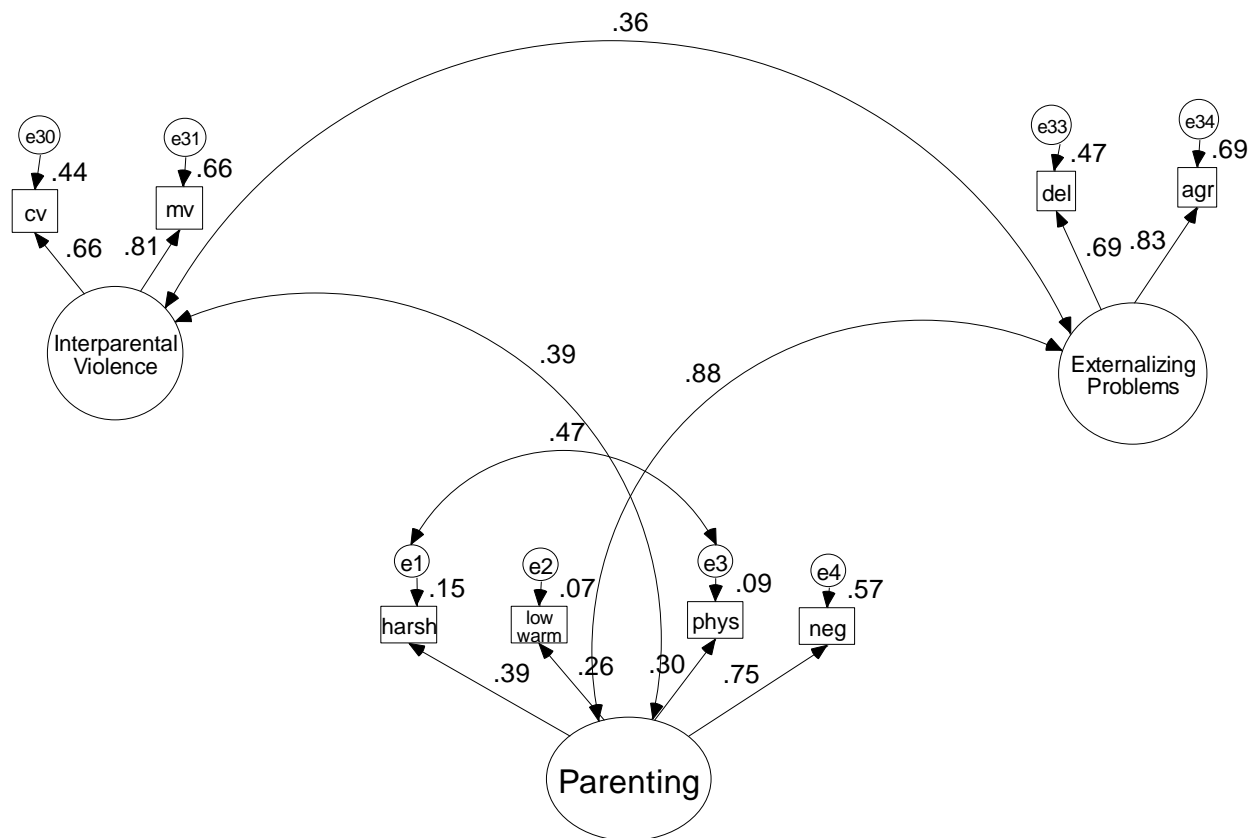 .36
e30
e31
e33
e34
.44
.66
.47
.69
cv
mv
del
agr
.66
.81
.69
.83
Interparental
Violence
Externalizing
Problems
.39
.88
.47
e1
e2
e3
e4
.15
.07
.09
.57
harsh
low
warm
phys
neg
.39
.26
.30
.75
Parenting